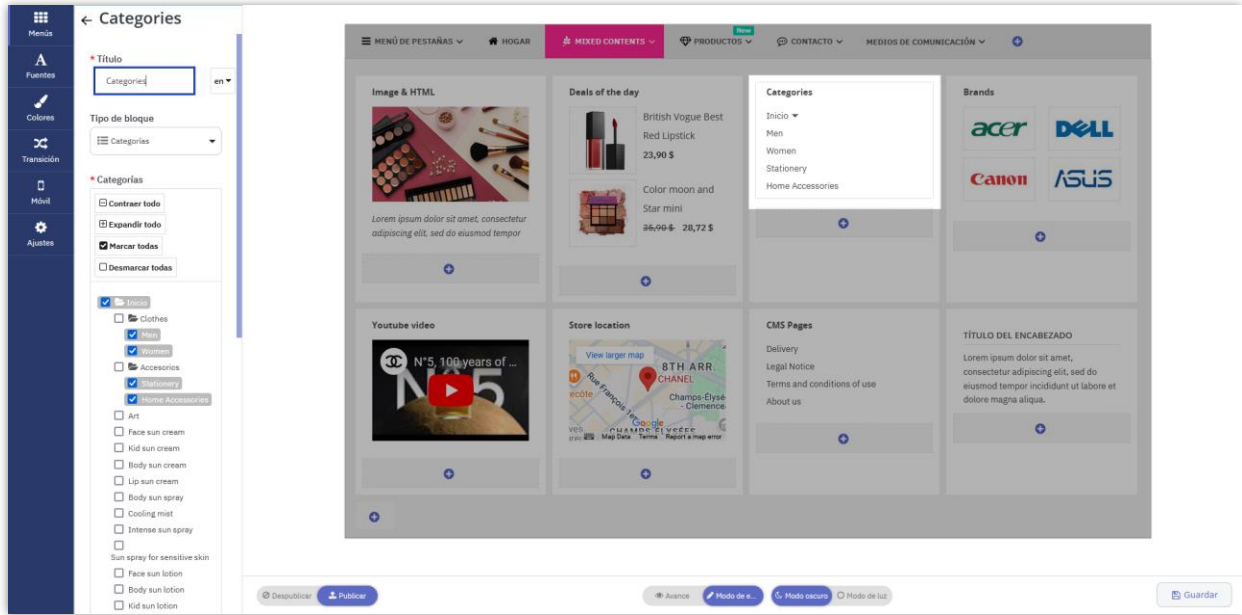 Menús
Fuentes
Colores
Transición
Móvil
Ajustes
← Categories
* Título
Categories
en
Tipo de bloque
Categorías
* Categorías
Contraer todo
Expandir todo
Marcar todas
Desmarcar todas
Inicio
Clothes
Men
Women
Accesorios
Stationery
Home Accessories
Art
Face sun cream
Kid sun cream
Body sun cream
Lip sun cream
Body sun spray
Cooling mist
Intense sun spray
Sun spray for sensitive skin
Face sun lotion
Body sun lotion
Kid sun lotion
New
MENÚ DE PESTAÑAS HOGAR MIXED CONTENTS PRODUCTOS CONTACTO MEDIOS DE COMUNICACIÓN
Image & HTML
Lorem ipsum dolor sit amet, consectetur
adipiscing elit, sed do eiusmod tempor
Deals of the day
British Vogue Best
Red Lipstick
23,90 $
Color moon and
Star mini
35,90 $ 28,72 $
Categories
Inicio
Men
Women
Stationery
Home Accessories
Brands
acer
DELL
Canon
ASUS
Youtube video
N°5, 100 years of ...
N°5
Store location
View larger map
8TH ARR.
CHANEL
Rue François 1er
Champs-Élysé
- Clemence
Google
CHAMPS-ELYSEES
Map Data Terms Report a map error
CMS Pages
Delivery
Legal Notice
Terms and conditions of use
About us
TÍTULO DEL ENCABEZADO
Lorem ipsum dolor sit amet,
consectetur adipiscing elit, sed do
eiusmod tempor incididunt ut labore et
dolore magna aliqua.
Despublicar Publicar Avance Modo de e... Modo oscuro Modo de luz Guardar